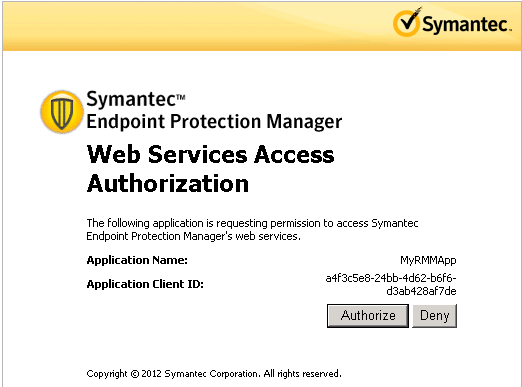 Symantec.
Symantec™
Endpoint Protection Manager
Web Services Access
Authorization
The following application is requesting permission to access Symantec
Endpoint Protection Manager's web services.
Application Name: MyRMMApp
Application Client ID: a4f3c5e8-24bb-4d62-b6f6-
d3ab428af7de
Authorize Deny
Copyright © 2012 Symantec Corporation. All rights reserved.